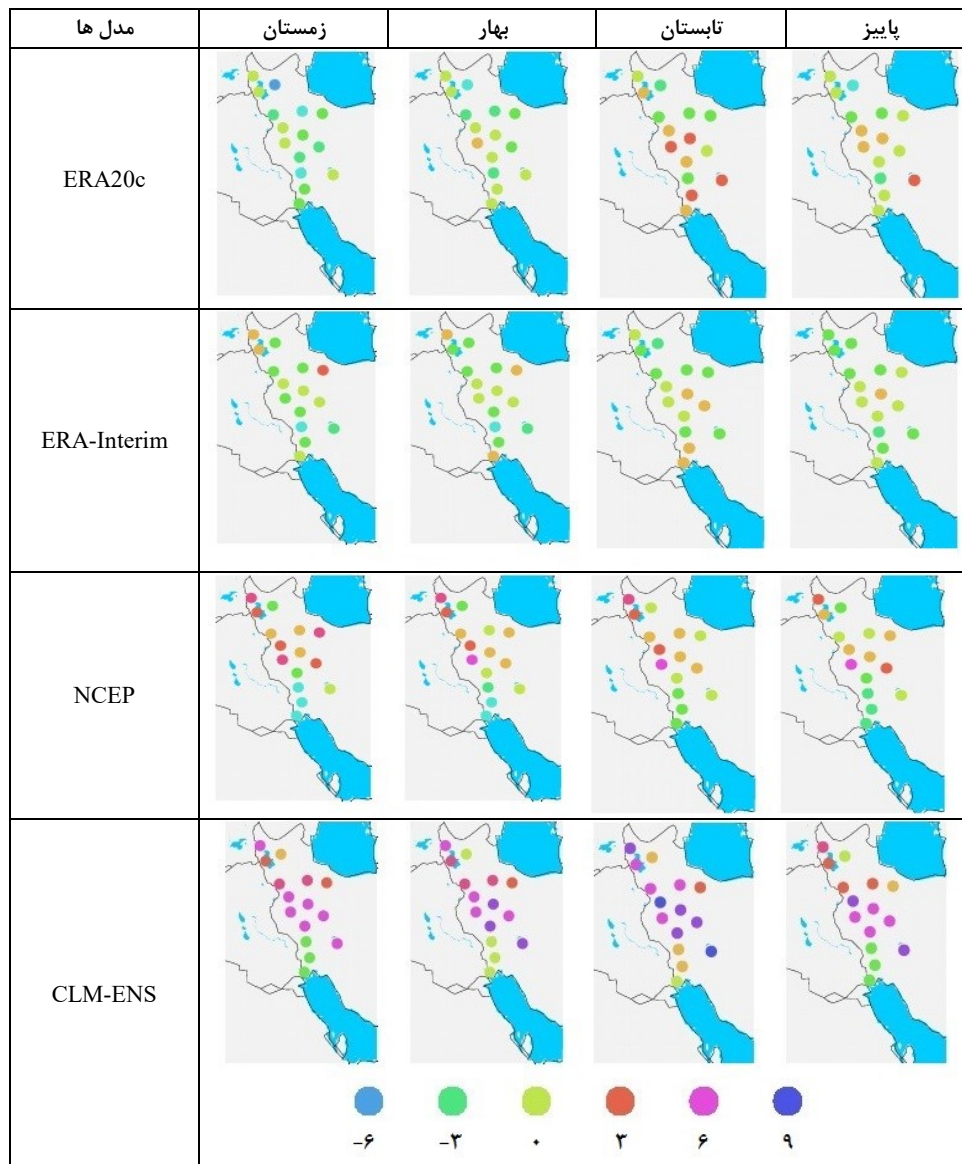 مدل ها زمستان بهار تابستان پاییز
ERA20c
ERA-Interim
NCEP
CLM-ENS
-۶ -۳ ۰ ۳ ۶ ۹